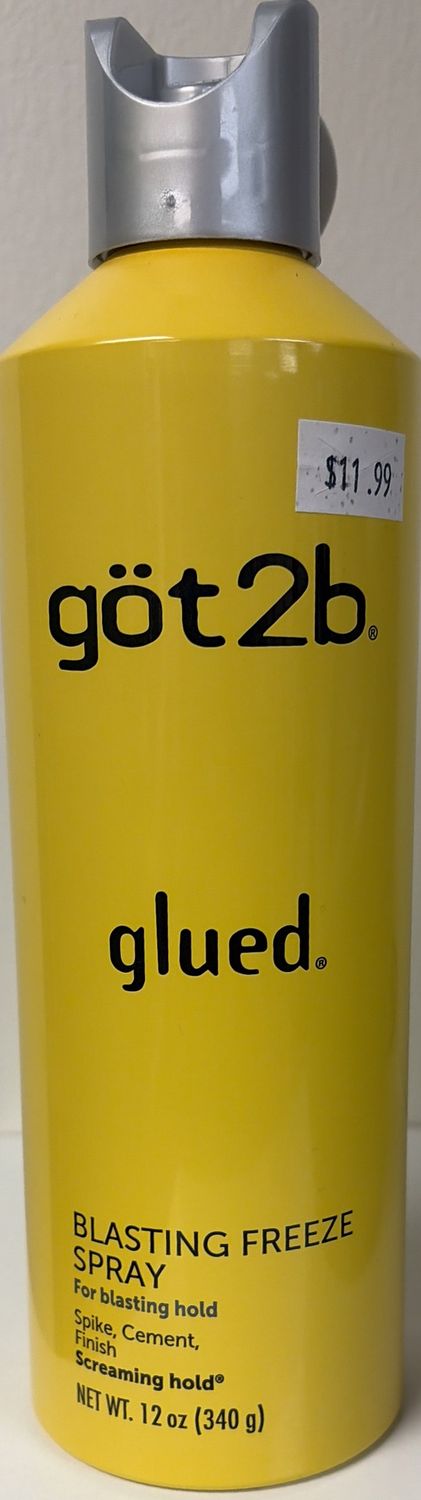 $11.99
göt2b®
glued®
BLASTING FREEZE
SPRAY
For blasting hold
Spike, Cement,
Finish
Screaming hold®
NET WT. 12 oz (340 g)